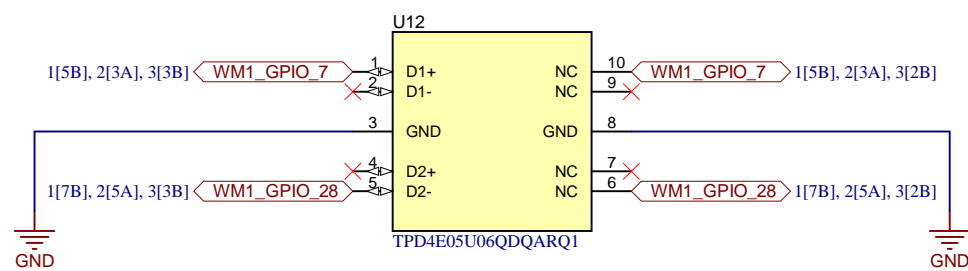 U12
1[5B], 2[3A], 3[3B] WM1_GPIO_7 1 D1+ NC 10 WM1_GPIO_7 1[5B], 2[3A], 3[2B]
2 D1- NC 9
3 GND GND 8
4 D2+ NC 7
1[7B], 2[5A], 3[3B] WM1_GPIO_28 5 D2- NC 6 WM1_GPIO_28 1[7B], 2[5A], 3[2B]
TPD4E05U06QDQARQ1
GND GND